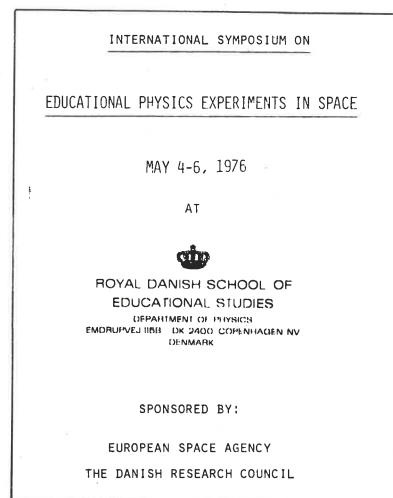 INTERNATIONAL SYMPOSIUM ON
EDUCATIONAL PHYSICS EXPERIMENTS IN SPACE
MAY 4-6, 1976
AT
ROYAL DANISH SCHOOL OF
EDUCATIONAL STUDIES
DEPARTMENT OF PHYSICS
EMDRUPVEJ 115B DK 2400 COPENHAGEN NV
DENMARK
SPONSORED BY:
EUROPEAN SPACE AGENCY
THE DANISH RESEARCH COUNCIL